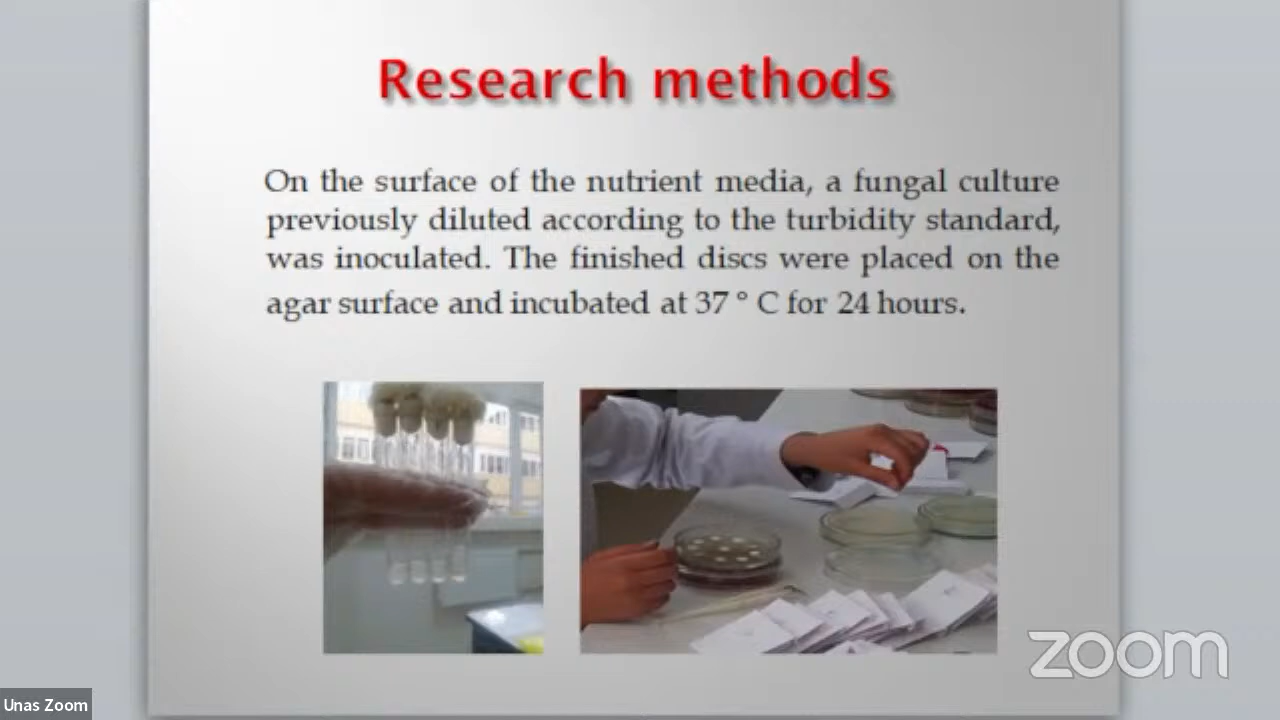 Research methods
On the surface of the nutrient media, a fungal culture
previously diluted according to the turbidity standard,
was inoculated. The finished discs were placed on the
agar surface and incubated at 37 ° C for 24 hours.
zoom
Unas Zoom